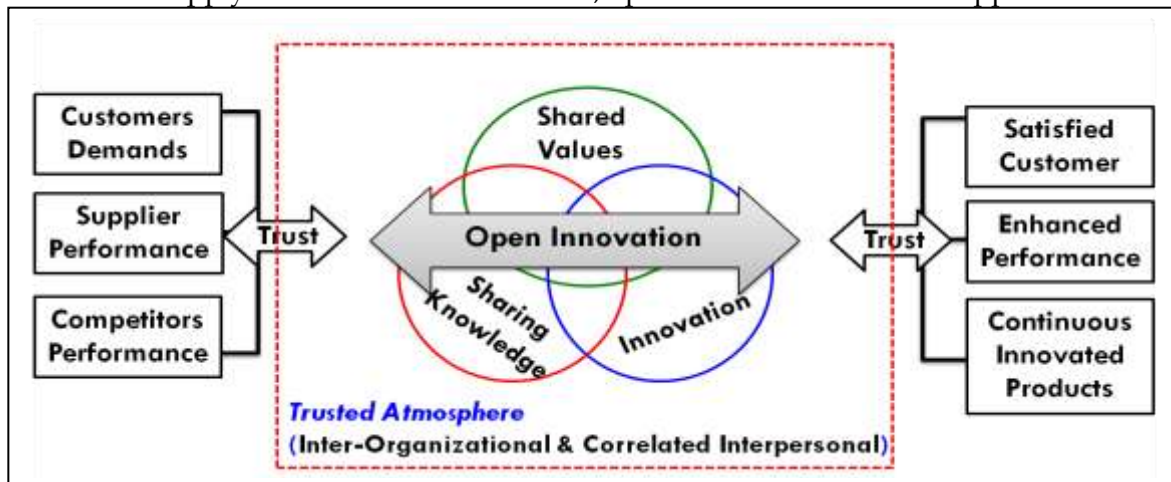 Customers
Demands
Supplier
Performance
Competitors
Performance
Trust
Shared
Values
Open Innovation
Sharing
Knowledge
Innovation
Trusted Atmosphere
(Inter-Organizational & Correlated Interpersonal)
Trust
Satisfied
Customer
Enhanced
Performance
Continuous
Innovated
Products